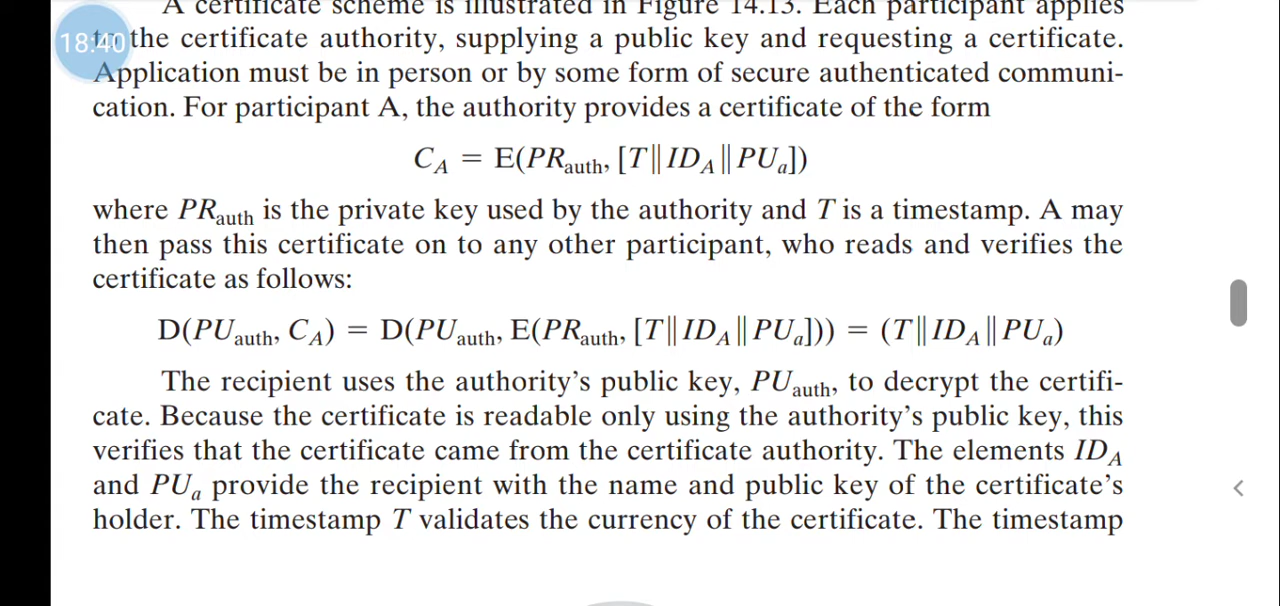 A certificate scheme is illustrated in Figure 14.13. Each participant applies
18:40 the certificate authority, supplying a public key and requesting a certificate.
Application must be in person or by some form of secure authenticated communi-
cation. For participant A, the authority provides a certificate of the form
C_A = E(PR_auth, [T‖ID_A‖PU_a])
where PR_auth is the private key used by the authority and T is a timestamp. A may
then pass this certificate on to any other participant, who reads and verifies the
certificate as follows:
D(PU_auth, C_A) = D(PU_auth, E(PR_auth, [T‖ID_A‖PU_a])) = (T‖ID_A‖PU_a)
The recipient uses the authority's public key, PU_auth, to decrypt the certifi-
cate. Because the certificate is readable only using the authority's public key, this
verifies that the certificate came from the certificate authority. The elements ID_A
and PU_a provide the recipient with the name and public key of the certificate's
holder. The timestamp T validates the currency of the certificate. The timestamp